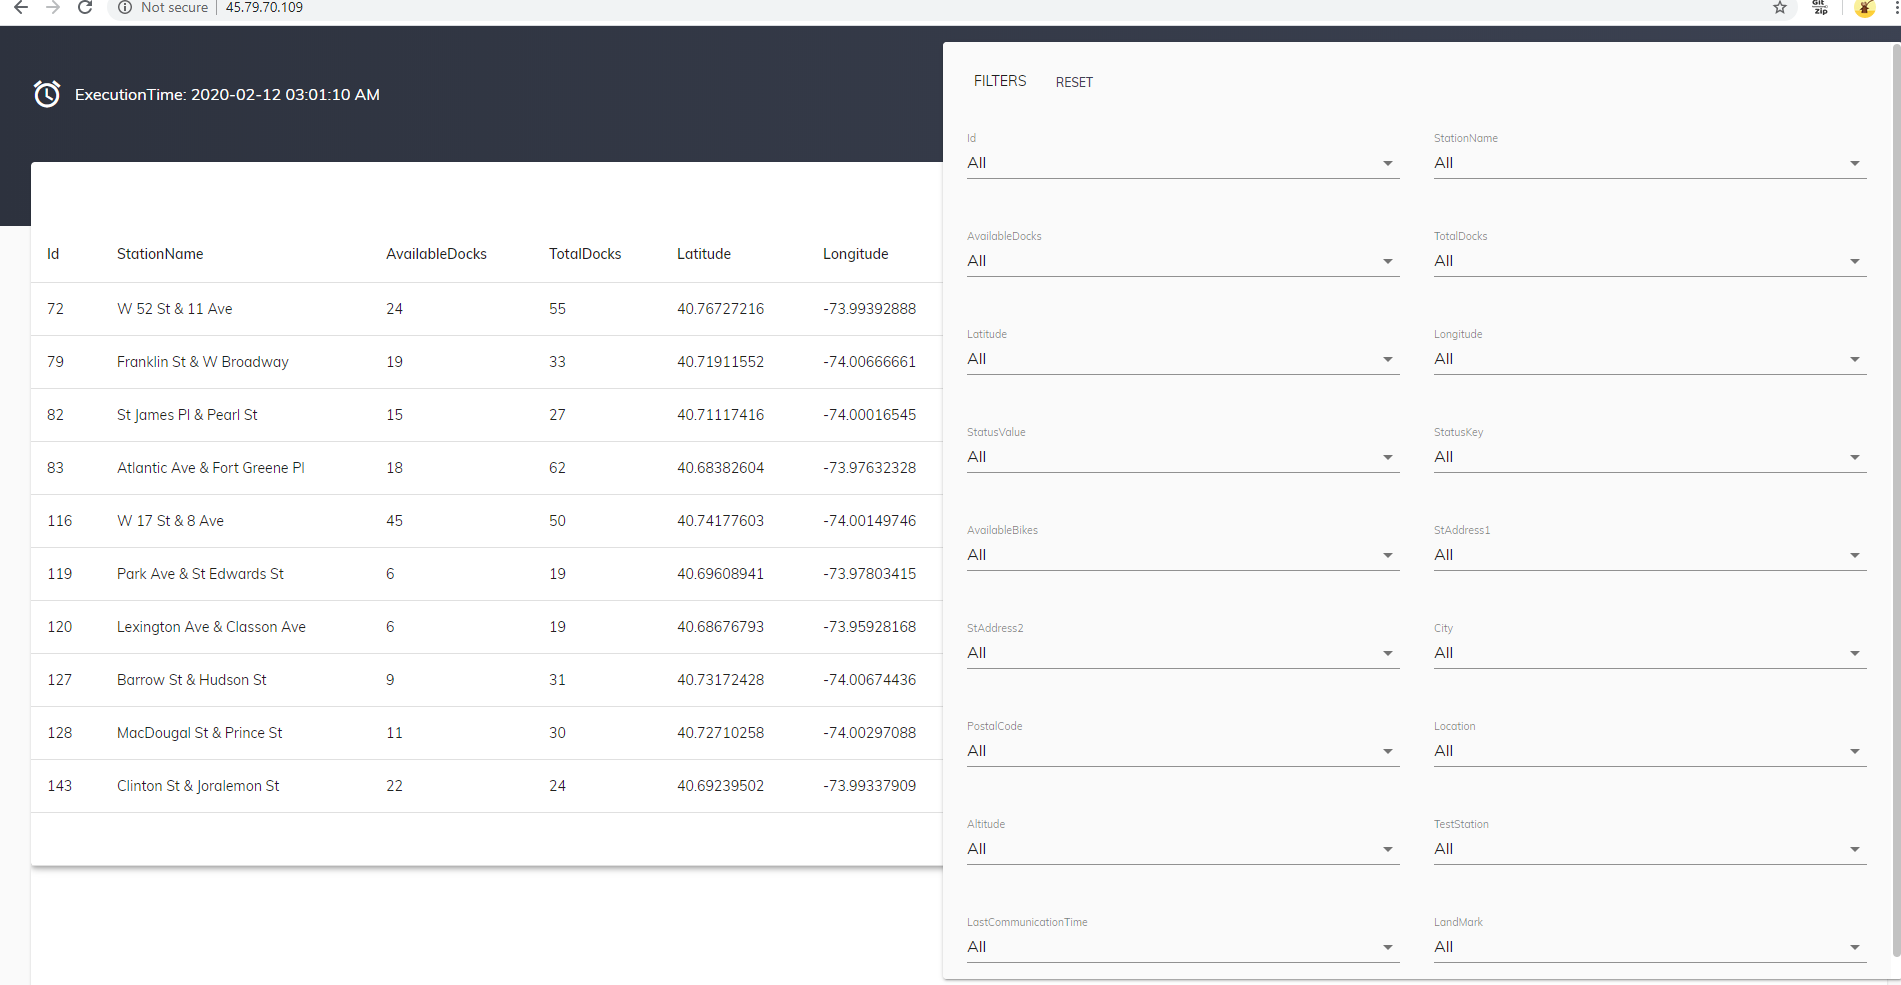 Not secure 45.79.70.109
Git Zip
ExecutionTime: 2020-02-12 03:01:10 AM
Id StationName AvailableDocks TotalDocks Latitude Longitude
72 W 52 St & 11 Ave 24 55 40.76727216 -73.99392888
79 Franklin St & W Broadway 19 33 40.71911552 -74.00666661
82 St James Pl & Pearl St 15 27 40.71117416 -74.00016545
83 Atlantic Ave & Fort Greene Pl 18 62 40.68382604 -73.97632328
116 W 17 St & 8 Ave 45 50 40.74177603 -74.00149746
119 Park Ave & St Edwards St 6 19 40.69608941 -73.97803415
120 Lexington Ave & Classon Ave 6 19 40.68676793 -73.95928168
127 Barrow St & Hudson St 9 31 40.73172428 -74.00674436
128 MacDougal St & Prince St 11 30 40.72710258 -74.00297088
143 Clinton St & Joralemon St 22 24 40.69239502 -73.99337909
FILTERS RESET
Id StationName
All All
AvailableDocks TotalDocks
All All
Latitude Longitude
All All
StatusValue StatusKey
All All
AvailableBikes StAddress1
All All
StAddress2 City
All All
PostalCode Location
All All
Altitude TestStation
All All
LastCommunicationTime LandMark
All All